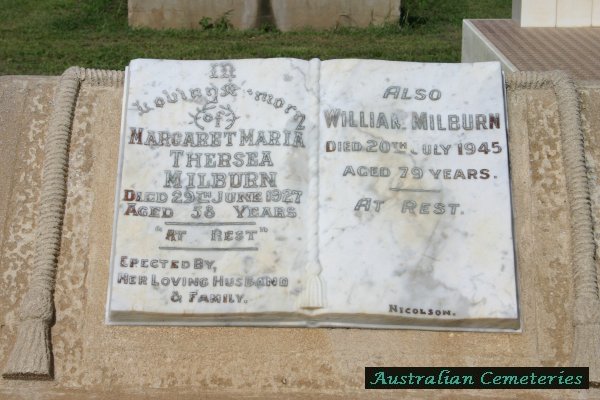 In
Loving Memory
of
MARGARET MARIA
THERSEA
MILBURN
DIED 29TH JUNE 1927
AGED 58 YEARS
"AT REST"
ERECTED BY,
HER LOVING HUSBAND
& FAMILY.
ALSO
WILLIAM MILBURN
DIED 20TH JULY 1945
AGED 79 YEARS.
AT REST.
NICOLSON.
Australian Cemeteries